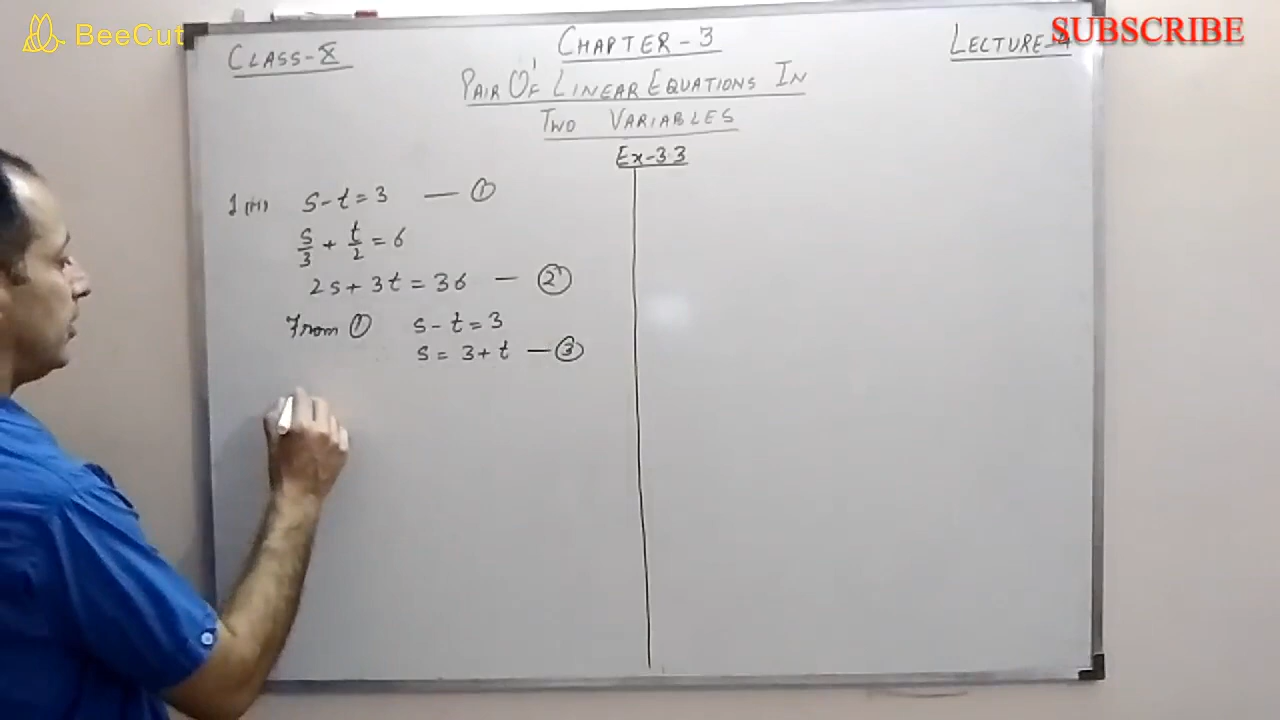 BeeCut
SUBSCRIBE
CLASS-X
CHAPTER-3
LECTURE-4
PAIR OF LINEAR EQUATIONS IN
TWO VARIABLES
Ex-3.3
1(ii) s-t=3 — ①
s/3 + t/2 = 6
2s+3t=36 — ②
From ① s-t=3
s= 3+t — ③